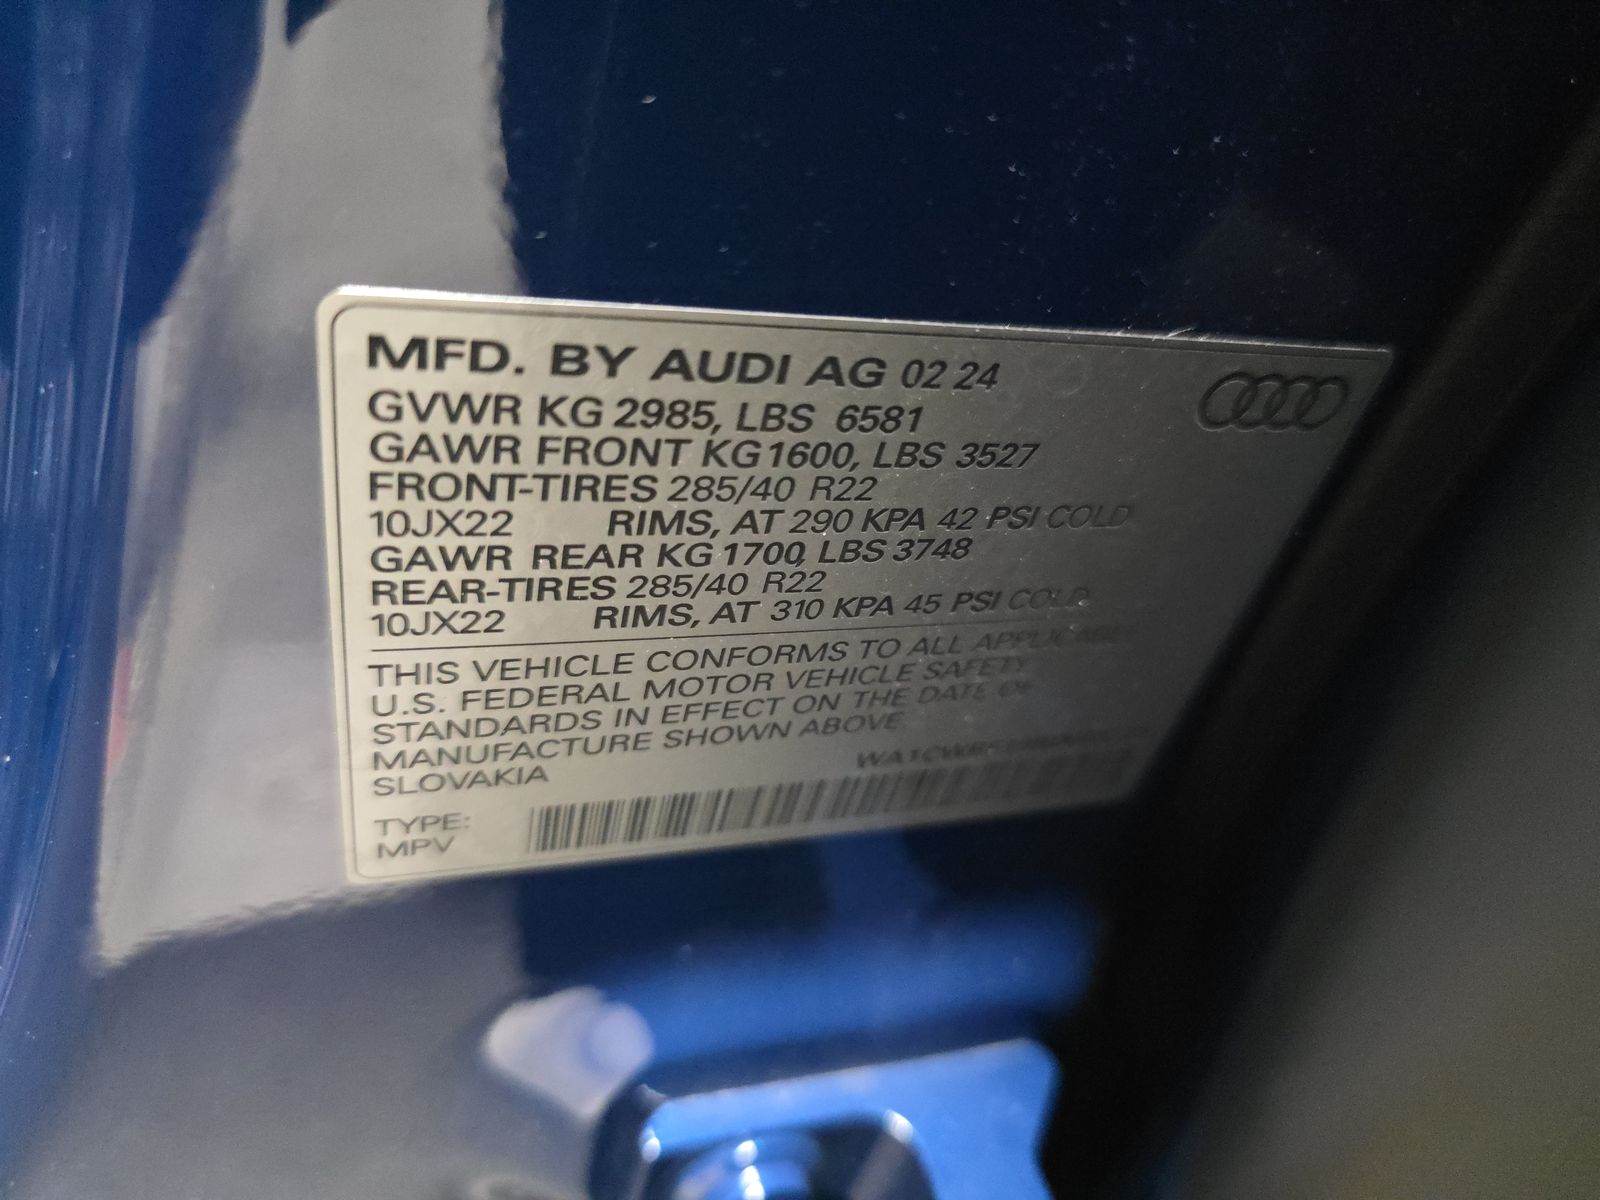 MFD. BY AUDI AG 02 24
GVWR KG 2985, LBS 6581
GAWR FRONT KG 1600, LBS 3527
FRONT-TIRES 285/40 R22
10JX22 RIMS, AT 290 KPA 42 PSI COLD
GAWR REAR KG 1700, LBS 3748
REAR-TIRES 285/40 R22
10JX22 RIMS, AT 310 KPA 45 PSI COLD
THIS VEHICLE CONFORMS TO ALL APPLICABLE
U.S. FEDERAL MOTOR VEHICLE SAFETY
STANDARDS IN EFFECT ON THE DATE OF
MANUFACTURE SHOWN ABOVE
SLOVAKIA
TYPE:
MPV